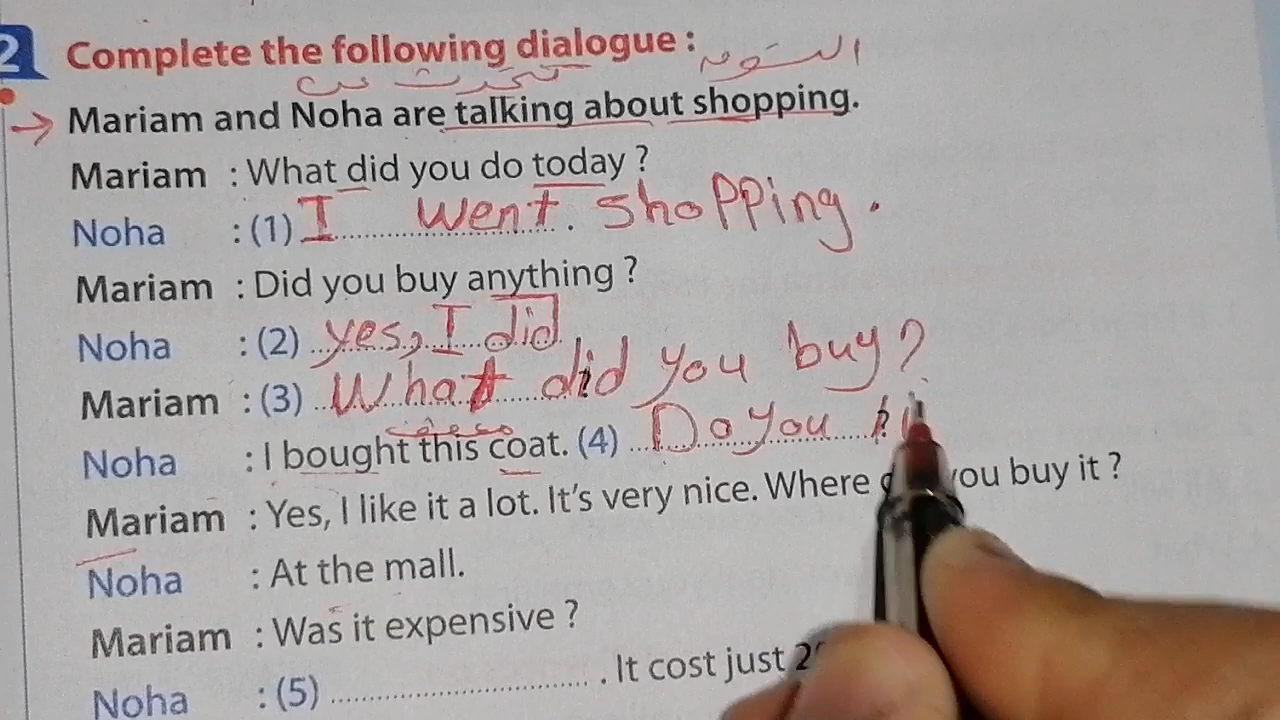 2 Complete the following dialogue : التسوق
تتحدث عن
Mariam and Noha are talking about shopping.
Mariam : What did you do today ?
Noha : (1) I went shopping.
Mariam : Did you buy anything ?
Noha : (2) yes, I did.
Mariam : (3) What did you buy?
Noha : I bought this coat. (4) Do you
Mariam : Yes, I like it a lot. It's very nice. Where you buy it ?
Noha : At the mall.
Mariam : Was it expensive ?
Noha : (5) .................... . It cost just